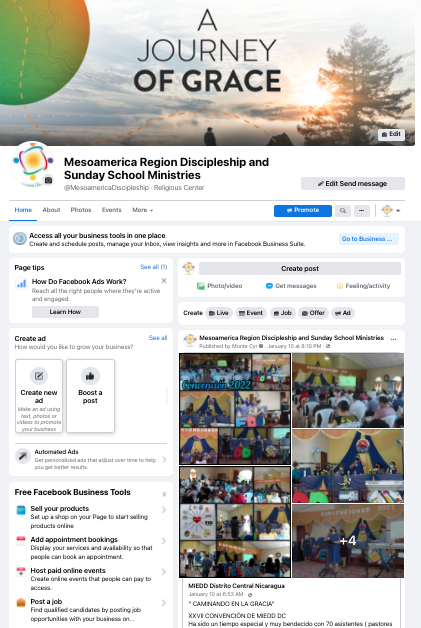 A
JOURNEY
OF GRACE
Edit
Mesoamerica Region Discipleship and
Sunday School Ministries
@MesoamericaDiscipleship · Religious Center
Edit Send message
Home
About
Photos
Events
More
Promote
Access all your business tools in one place
Create and schedule posts, manage your Inbox, view insights and more in Facebook Business Suite.
Go to Business ...
Page tips
See all (1)
How Do Facebook Ads Work?
Reach all the right people where they're active
and engaged.
Learn How
Create ad
See all
How would you like to grow your business?
Create new
ad
Make an ad using
text, photos or
videos to promote
your business
Boost a
post
Automated Ads
Get personalized ads that adjust over time to help
you get better results.
Free Facebook Business Tools
Sell your products
Set up a shop on your Page to start selling
products online
Add appointment bookings
Display your services and availability so that
people can book an appointment.
Host paid online events
Create online events that people can pay to
access.
Post a job
Find qualified candidates by posting job
opportunities with your business on...
Create post
Photo/video
Get messages
Feeling/activity
Create
Live
Event
Job
Offer
Ad
Mesoamerica Region Discipleship and Sunday School Ministries
...
Published by Monte Cyr · January 10 at 8:10 PM ·
Convención 2022
+4
MIEDD Distrito Central Nicaragua
January 10 at 6:53 AM ·
" CAMINANDO EN LA GRACIA"
XXVII CONVENCIÓN DE MIEDD DC
Ha sido un tiempo especial y muy bendecido con 70 asistentes ( pastores